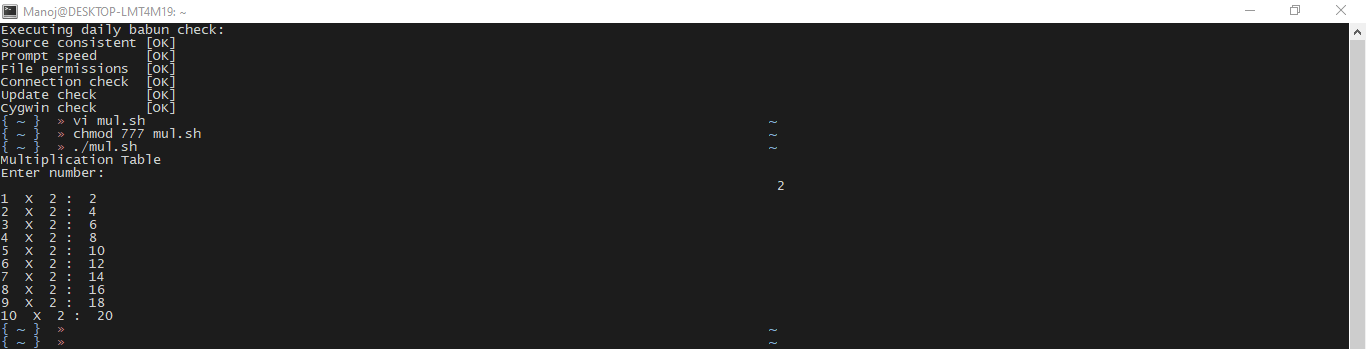 Manoj@DESKTOP-LMT4M19: ~
Executing daily babun check:
Source consistent [OK]
Prompt speed      [OK]
File permissions  [OK]
Connection check  [OK]
Update check      [OK]
Cygwin check      [OK]
{ ~ }  » vi mul.sh ~
{ ~ }  » chmod 777 mul.sh ~
{ ~ }  » ./mul.sh ~
Multiplication Table
Enter number:
2
1  X  2 :  2
2  X  2 :  4
3  X  2 :  6
4  X  2 :  8
5  X  2 :  10
6  X  2 :  12
7  X  2 :  14
8  X  2 :  16
9  X  2 :  18
10  X  2 :  20
{ ~ }  » ~
{ ~ }  » ~